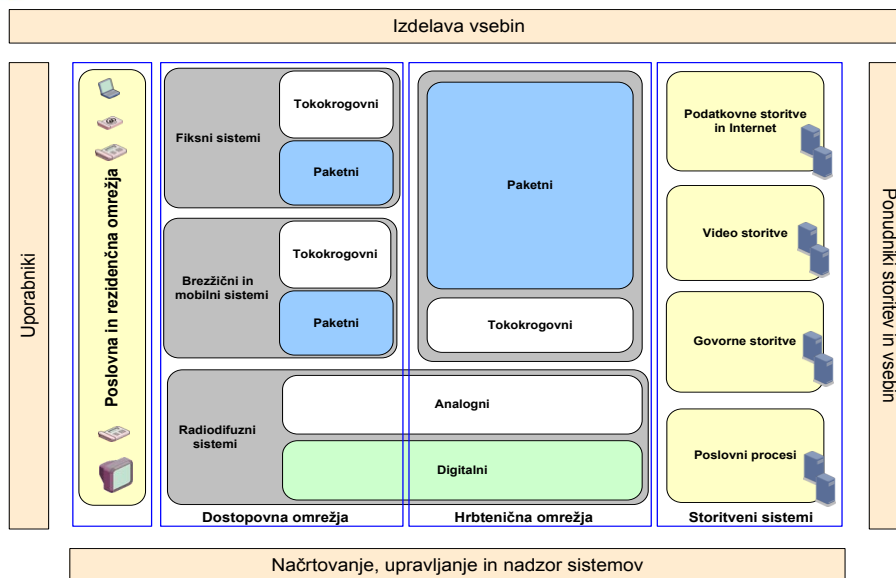 Izdelava vsebin
Uporabniki
Poslovna in rezidenčna omrežja
Fiksni sistemi
Tokokrogovni
Paketni
Brezžični in
mobilni sistemi
Tokokrogovni
Paketni
Radiodifuzni
sistemi
Analogni
Digitalni
Paketni
Tokokrogovni
Podatkovne storitve
in Internet
Video storitve
Govorne storitve
Poslovni procesi
Ponudniki storitev in vsebin
Dostopovna omrežja
Hrbtenična omrežja
Storitveni sistemi
Načrtovanje, upravljanje in nadzor sistemov